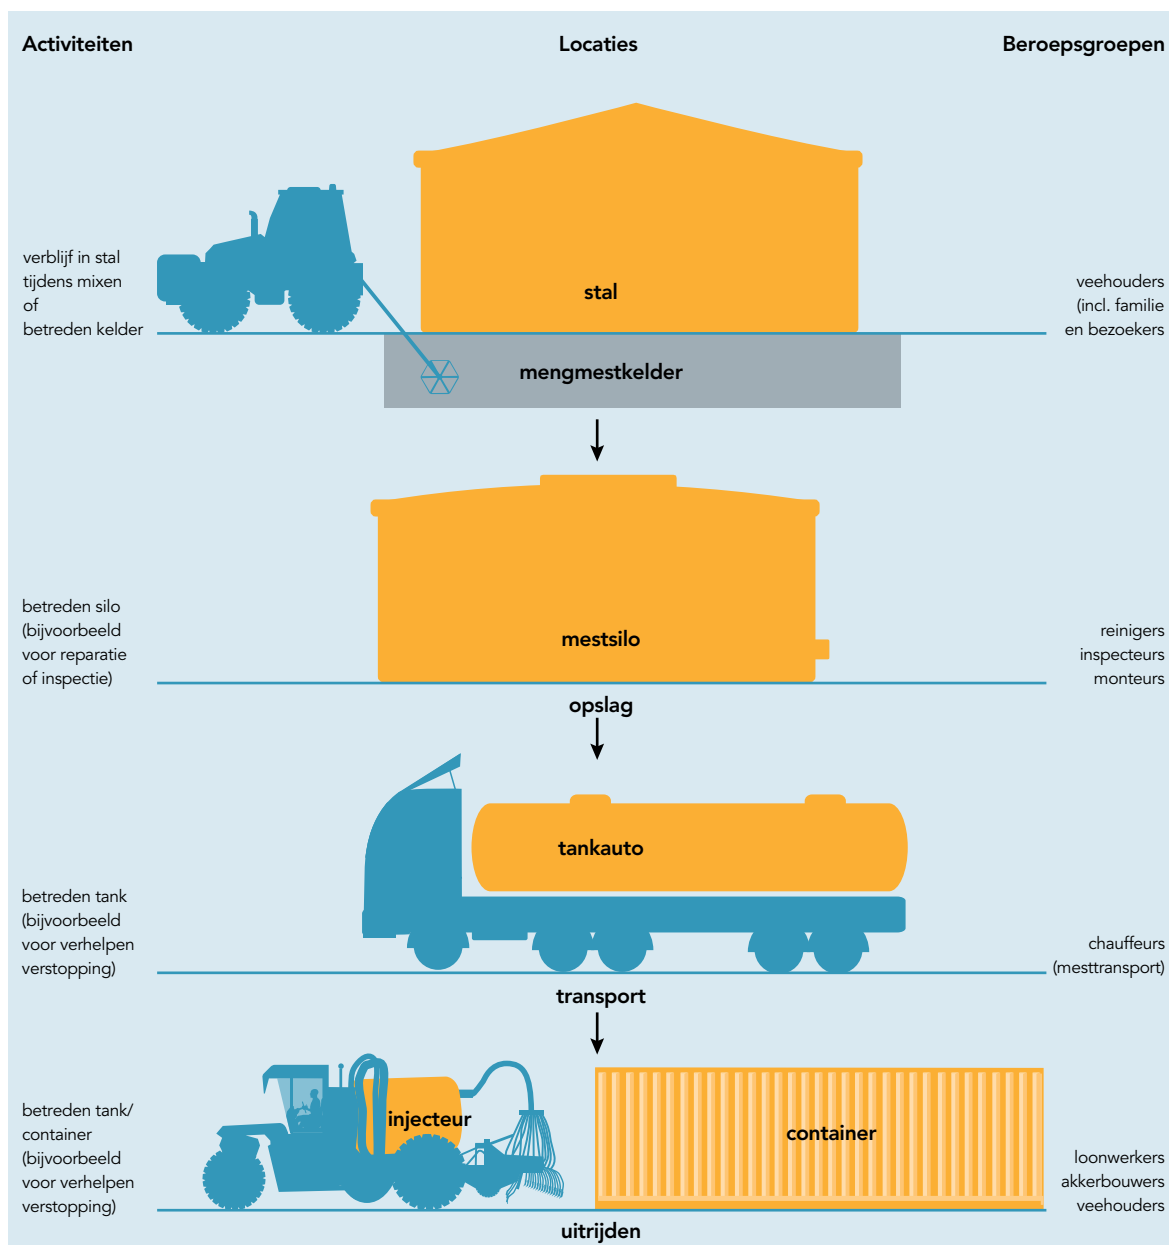 Activiteiten
Locaties
Beroepsgroepen
verblijf in stal
tijdens mixen
of
betreden kelder
stal
mengmestkelder
veehouders
(incl. familie
en bezoekers
betreden silo
(bijvoorbeeld
voor reparatie
of inspectie)
mestsilo
reinigers
inspecteurs
monteurs
opslag
betreden tank
(bijvoorbeeld
voor verhelpen
verstopping)
tankauto
chauffeurs
(mesttransport)
transport
betreden tank/
container
(bijvoorbeeld
voor verhelpen
verstopping)
injecteur
container
loonwerkers
akkerbouwers
veehouders
uitrijden